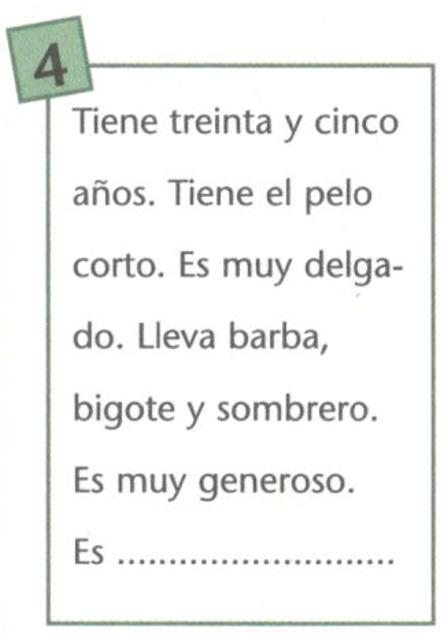 4
Tiene treinta y cinco
años. Tiene el pelo
corto. Es muy delga-
do. Lleva barba,
bigote y sombrero.
Es muy generoso.
Es ...........................